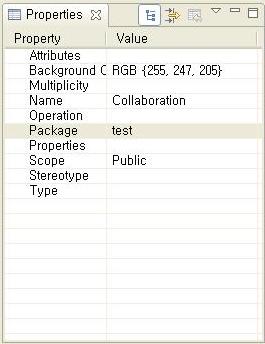 Properties
Property Value
Attributes
Background C RGB {255, 247, 205}
Multiplicity
Name Collaboration
Operation
Package test
Properties
Scope Public
Stereotype
Type